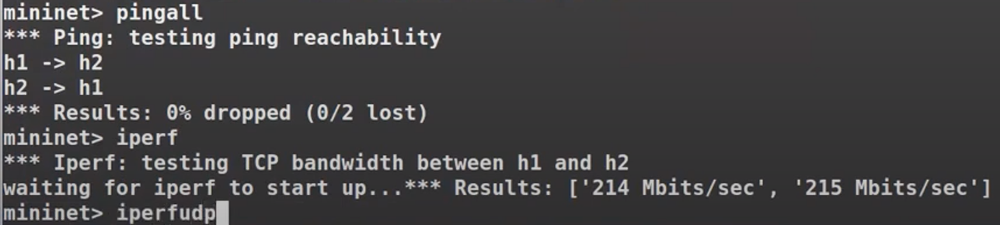 mininet> pingall
*** Ping: testing ping reachability
h1 -> h2
h2 -> h1
*** Results: 0% dropped (0/2 lost)
mininet> iperf
*** Iperf: testing TCP bandwidth between h1 and h2
waiting for iperf to start up...*** Results: ['214 Mbits/sec', '215 Mbits/sec']
mininet> iperfudp